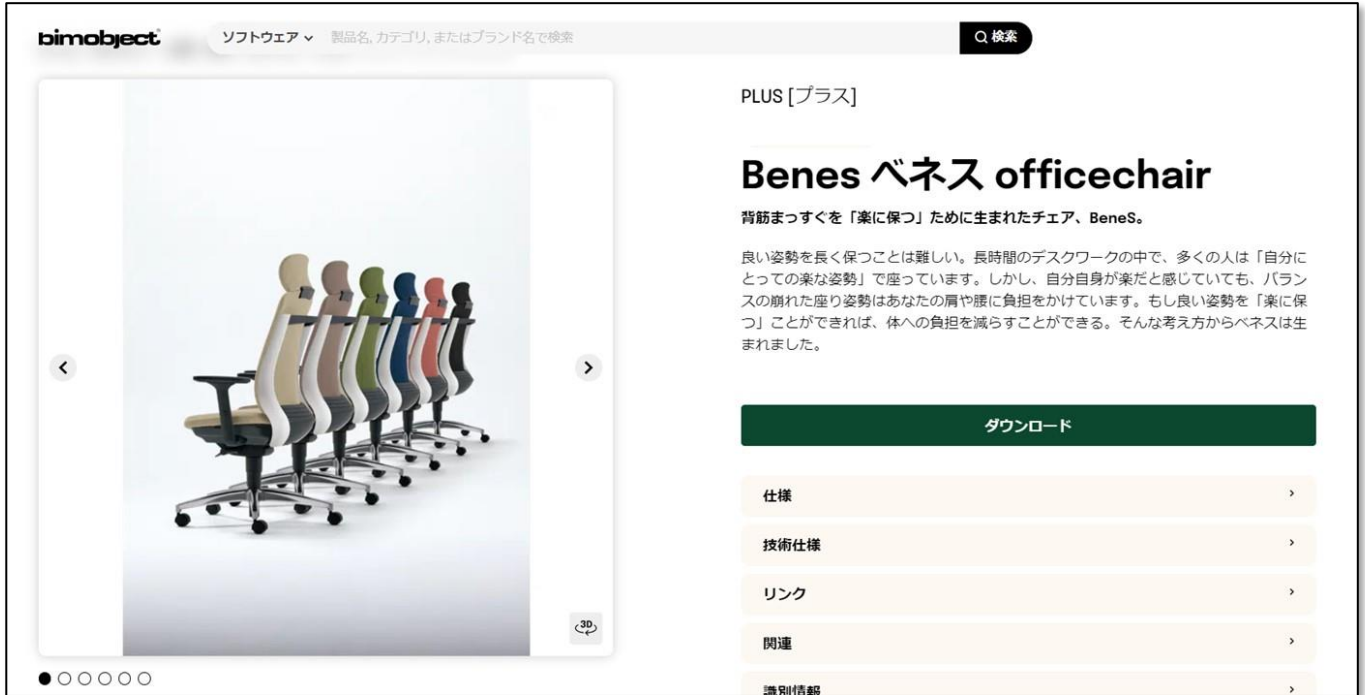 bimobject
ソフトウェア
製品名, カテゴリ, またはブランド名で検索
検索
PLUS [プラス]
Benes ベネス officechair
背筋まっすぐを「楽に保つ」ために生まれたチェア、BeneS。
良い姿勢を長く保つことは難しい。長時間のデスクワークの中で、多くの人は「自分に
とっての楽な姿勢」で座っています。しかし、自分自身が楽だと感じていても、バラン
スの崩れた座り姿勢はあなたの肩や腰に負担をかけています。もし良い姿勢を「楽に保
つ」ことができれば、体への負担を減らすことができる。そんな考え方からベネスは生
まれました。
3D
ダウンロード
仕様
技術仕様
リンク
関連
識別情報